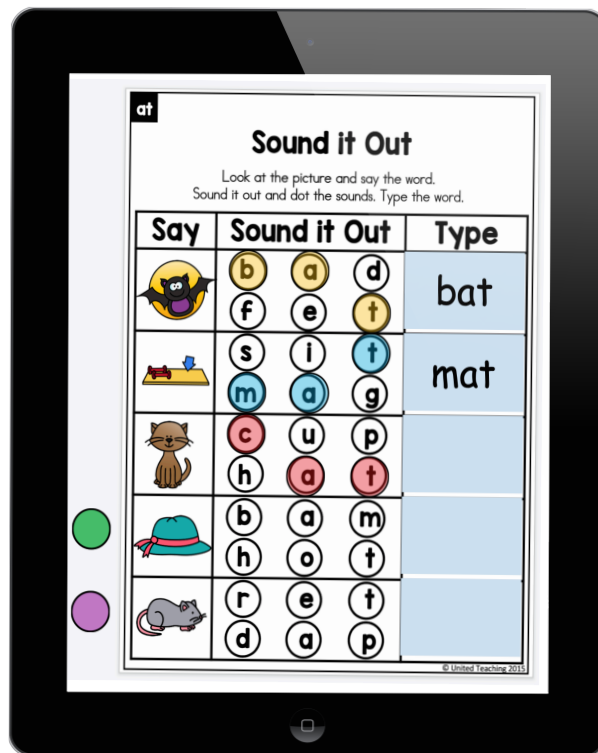 at
Sound it Out
Look at the picture and say the word.
Sound it out and dot the sounds. Type the word.
Say Sound it Out Type
b a d
bat
f e t
s i t
mat
m a g
c u p
h a t
b a m
h o t
r e t
d a p
© United Teaching 2015